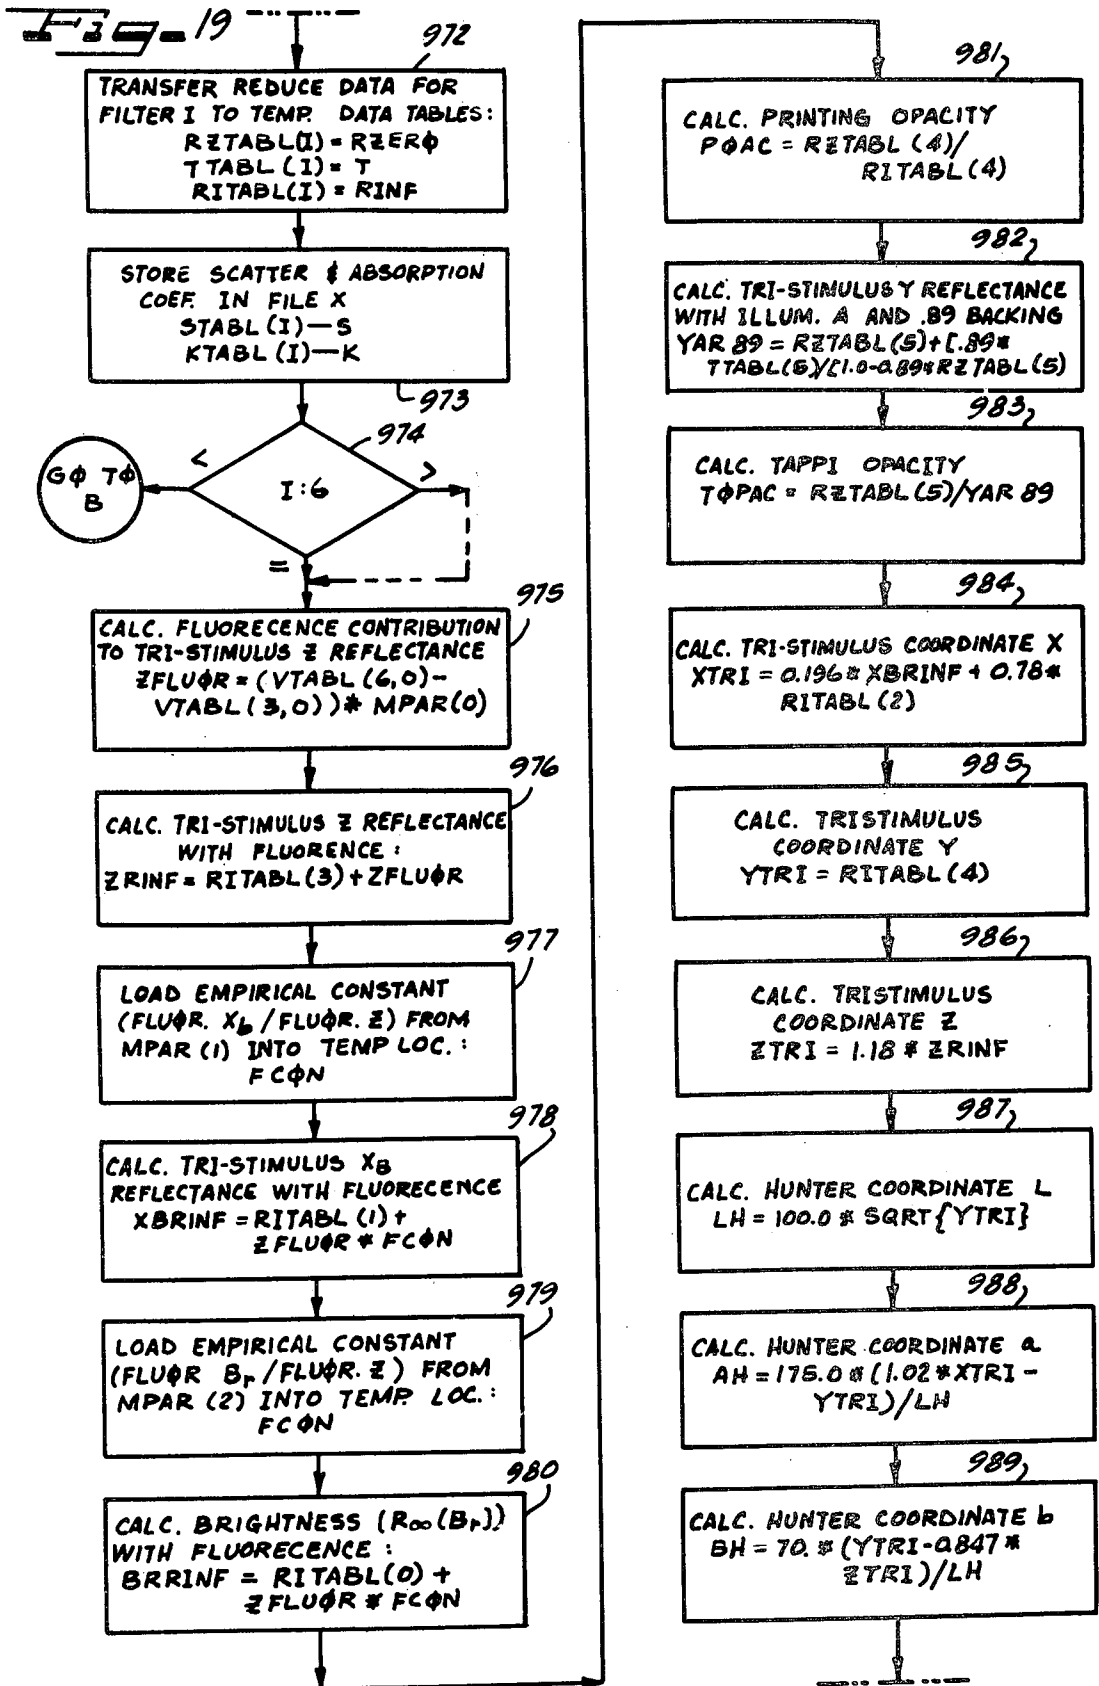 Fig. 19
972
TRANSFER REDUCE DATA FOR
FILTER I TO TEMP. DATA TABLES:
RZTABL(I) = RZERϕ
TTABL(I) = T
RITABL(I) = RINF
STORE SCATTER & ABSORPTION
COEF. IN FILE X
STABL(I)—S
KTABL(I)—K
973
974
<
>
Gϕ Tϕ
B
I:6
=
975
CALC. FLUORECENCE CONTRIBUTION
TO TRI-STIMULUS Z REFLECTANCE
ZFLUϕR = (VTABL(6,0)-
VTABL(3,0))* MPAR(0)
976
CALC. TRI-STIMULUS Z REFLECTANCE
WITH FLUORENCE:
ZRINF = RITABL(3)+ZFLUϕR
977
LOAD EMPIRICAL CONSTANT
(FLUϕR. Xb/FLUϕR. Z) FROM
MPAR (1) INTO TEMP LOC.:
FCϕN
978
CALC. TRI-STIMULUS XB
REFLECTANCE WITH FLUORECENCE
XBRINF = RITABL(1)+
ZFLUϕR * FCϕN
979
LOAD EMPIRICAL CONSTANT
(FLUϕR Br/FLUϕR. Z) FROM
MPAR (2) INTO TEMP. LOC.:
FCϕN
980
CALC. BRIGHTNESS (R∞(Br))
WITH FLUORECENCE:
BRRINF = RITABL(0)+
ZFLUϕR * FCϕN
981
CALC. PRINTING OPACITY
PϕAC = RZTABL(4)/
RITABL(4)
982
CALC. TRI-STIMULUS Y REFLECTANCE
WITH ILLUM. A AND .89 BACKING
YAR 89 = RZTABL(5)+[.89*
TTABL(5)/[1.0-0.89*RZTABL(5)
983
CALC. TAPPI OPACITY
TϕPAC = RZTABL(5)/YAR 89
984
CALC. TRI-STIMULUS COORDINATE X
XTRI = 0.196*XBRINF+0.78*
RITABL(2)
985
CALC. TRISTIMULUS
COORDINATE Y
YTRI = RITABL(4)
986
CALC. TRISTIMULUS
COORDINATE Z
ZTRI = 1.18 * ZRINF
987
CALC. HUNTER COORDINATE L
LH = 100.0 * SQRT{YTRI}
988
CALC. HUNTER COORDINATE a
AH = 175.0*(1.02*XTRI-
YTRI)/LH
989
CALC. HUNTER COORDINATE b
BH = 70. * (YTRI-0.847*
ZTRI)/LH